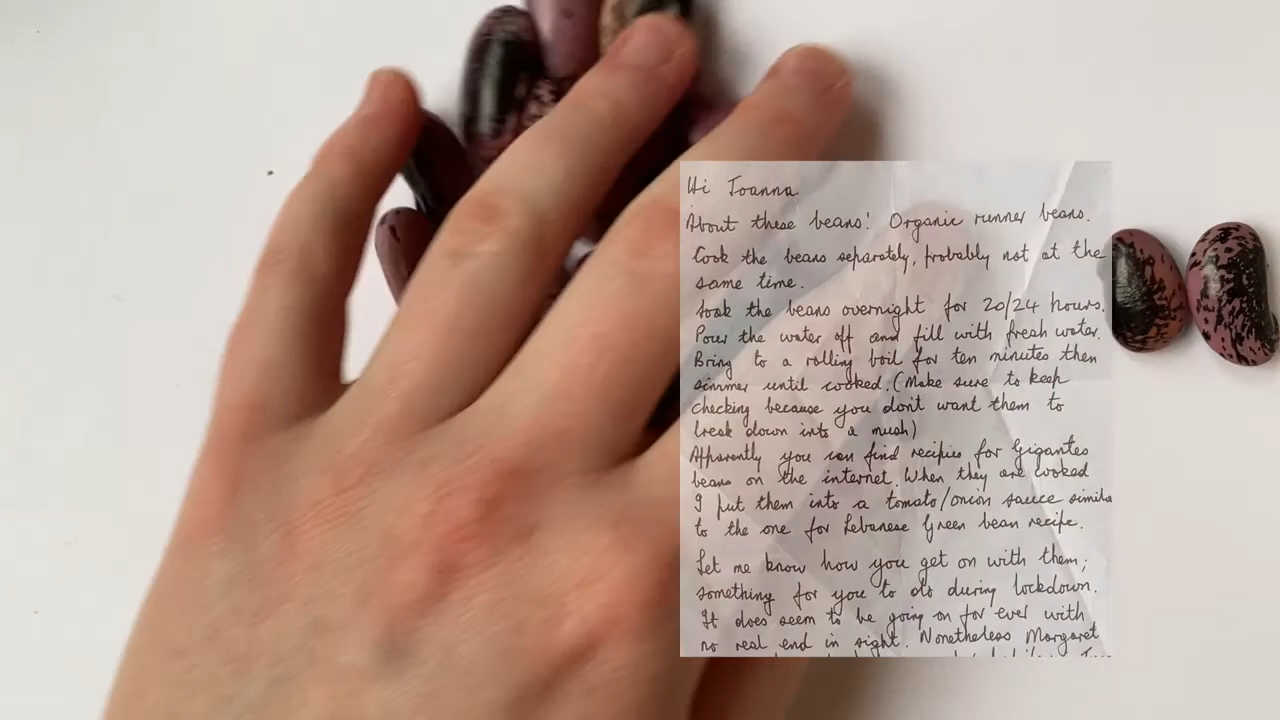 Hi Joanna.
About these beans! Organic runner beans.
Cook the beans separately, probably not at the
same time.
Soak the beans overnight for 20/24 hours.
Pour the water off and fill with fresh water.
Bring to a rolling boil for ten minutes then
simmer until cooked. (Make sure to keep
checking because you don't want them to
break down into a mush)
Apparently you can find recipies for Gigantes
beans on the internet. When they are cooked
I put them into a tomato/onion sauce simila
to the one for Lebanese Green bean recipe.
Let me know how you get on with them;
something for you to do during lockdown.
It does seem to be going on for ever with
no real end in sight. Nonetheless Margaret